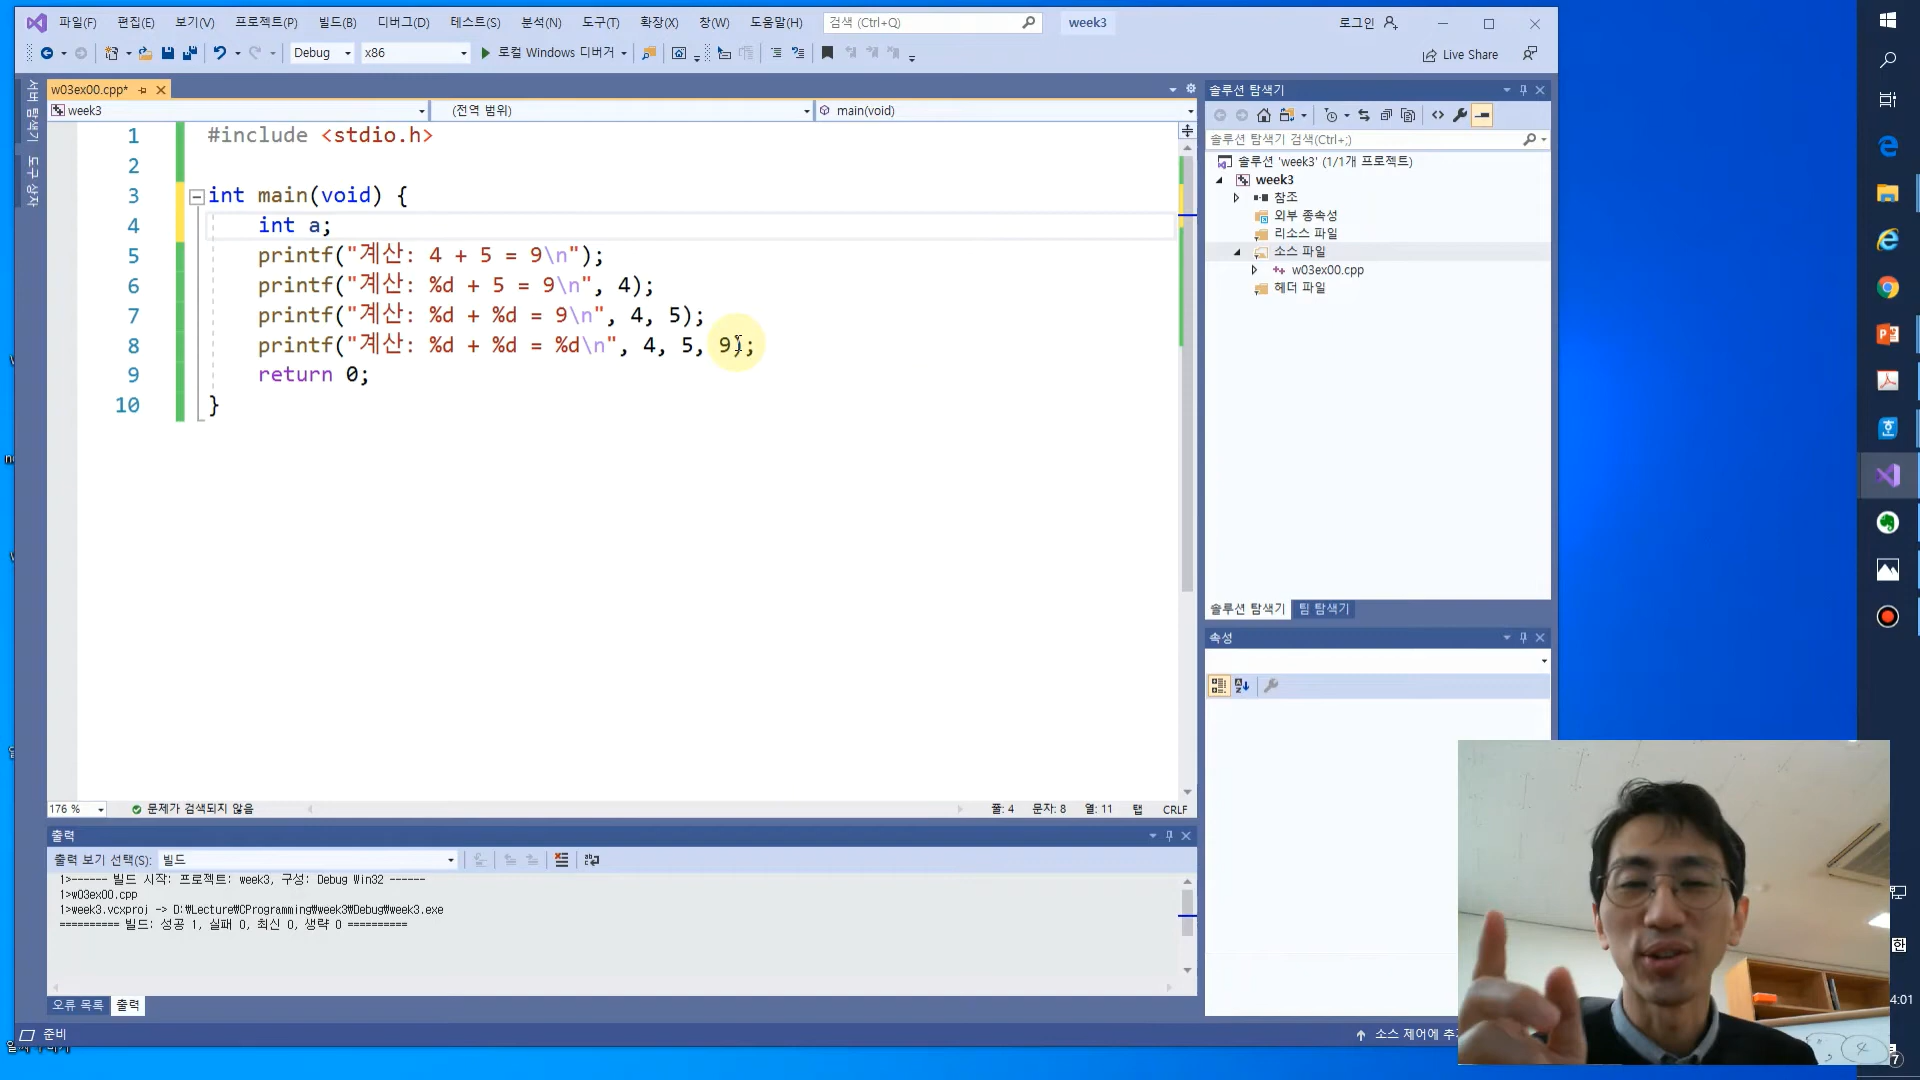 파일(F) 편집(E) 보기(V) 프로젝트(P) 빌드(B) 디버그(D) 테스트(S) 분석(N) 도구(T) 확장(X) 창(W) 도움말(H) 검색 (Ctrl+Q) week3 로그인
Debug x86 로컬 Windows 디버거 Live Share
서버 탐색기
도구 상자
w03ex00.cpp*
week3 (전역 범위) main(void)
1 #include <stdio.h>
2
3 int main(void) {
4 int a;
5 printf("계산: 4 + 5 = 9\n");
6 printf("계산: %d + 5 = 9\n", 4);
7 printf("계산: %d + %d = 9\n", 4, 5);
8 printf("계산: %d + %d = %d\n", 4, 5, 9);
9 return 0;
10 }
176 % 문제가 검색되지 않음 줄: 4 문자: 8 열: 11 탭 CRLF
출력
출력 보기 선택(S): 빌드
1>------ 빌드 시작: 프로젝트: week3, 구성: Debug Win32 ------
1>w03ex00.cpp
1>week3.vcxproj -> D:\Lecture\CProgramming\week3\Debug\week3.exe
========== 빌드: 성공 1, 실패 0, 최신 0, 생략 0 ==========
오류 목록 출력
준비
소스 제어에 추
솔루션 탐색기
솔루션 탐색기 검색(Ctrl+;)
솔루션 'week3' (1/1개 프로젝트)
week3
참조
외부 종속성
리소스 파일
소스 파일
w03ex00.cpp
헤더 파일
솔루션 탐색기 팀 탐색기
속성
한
4:01
7